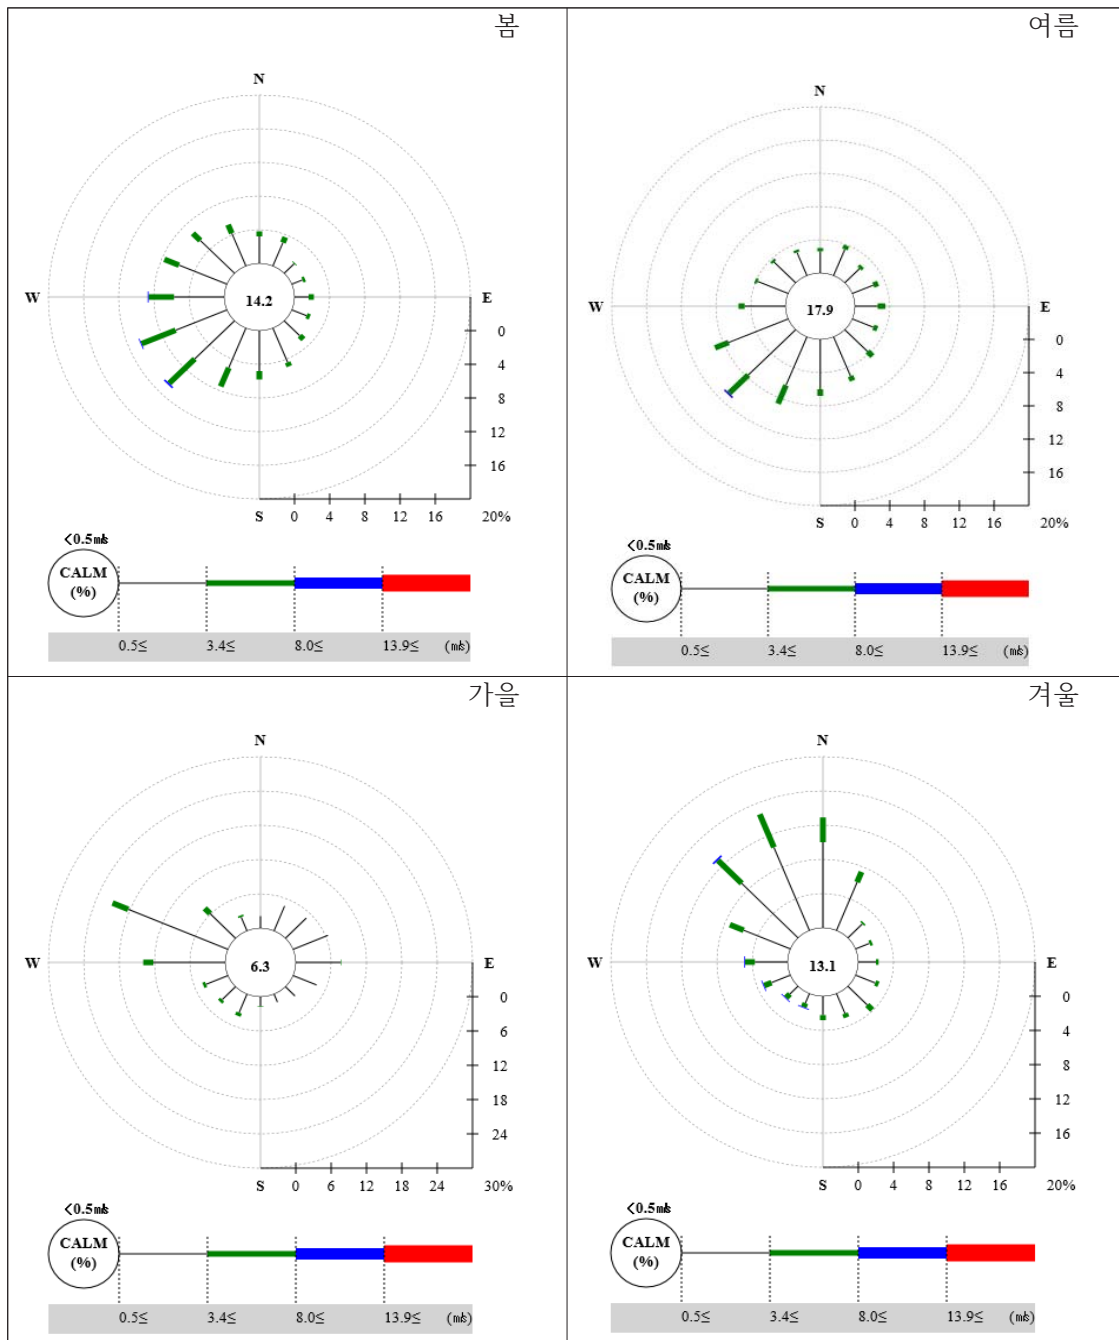 봄
N
W
14.2
E
0
4
8
12
16
S
0 4 8 12 16 20%
<0.5㎧
CALM
(%)
0.5≤ 3.4≤ 8.0≤ 13.9≤ (㎧)
여름
N
W
17.9
E
0
4
8
12
16
S
0 4 8 12 16 20%
<0.5㎧
CALM
(%)
0.5≤ 3.4≤ 8.0≤ 13.9≤ (㎧)
가을
N
W
6.3
E
0
6
12
18
24
S
0 6 12 18 24 30%
<0.5㎧
CALM
(%)
0.5≤ 3.4≤ 8.0≤ 13.9≤ (㎧)
겨울
N
W
13.1
E
0
4
8
12
16
S
0 4 8 12 16 20%
<0.5㎧
CALM
(%)
0.5≤ 3.4≤ 8.0≤ 13.9≤ (㎧)